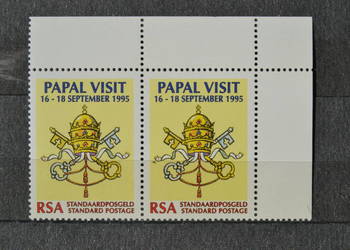 PAPAL VISIT
16 - 18 SEPTEMBER 1995
RSA STANDAARDPOSGELD
STANDARD POSTAGE
PAPAL VISIT
16 - 18 SEPTEMBER 1995
RSA STANDAARDPOSGELD
STANDARD POSTAGE